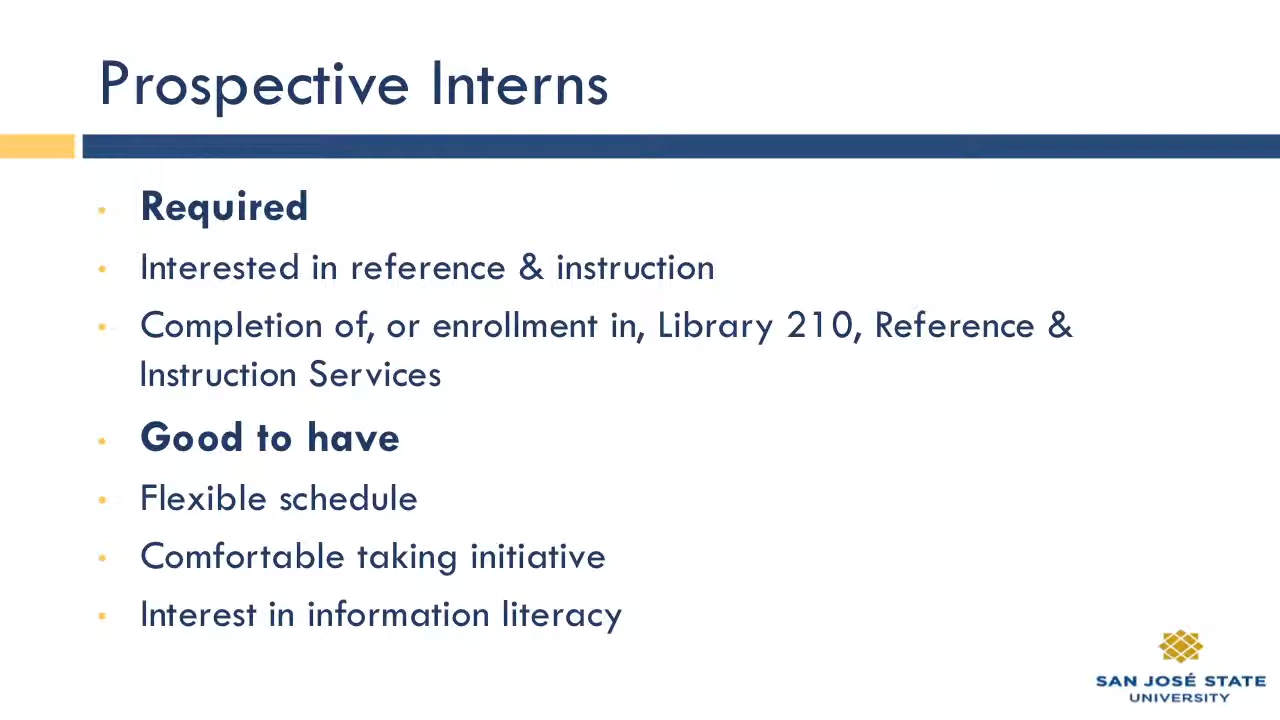 Prospective Interns
• Required
• Interested in reference & instruction
• Completion of, or enrollment in, Library 210, Reference &
Instruction Services
• Good to have
• Flexible schedule
• Comfortable taking initiative
• Interest in information literacy
SAN JOSÉ STATE
UNIVERSITY